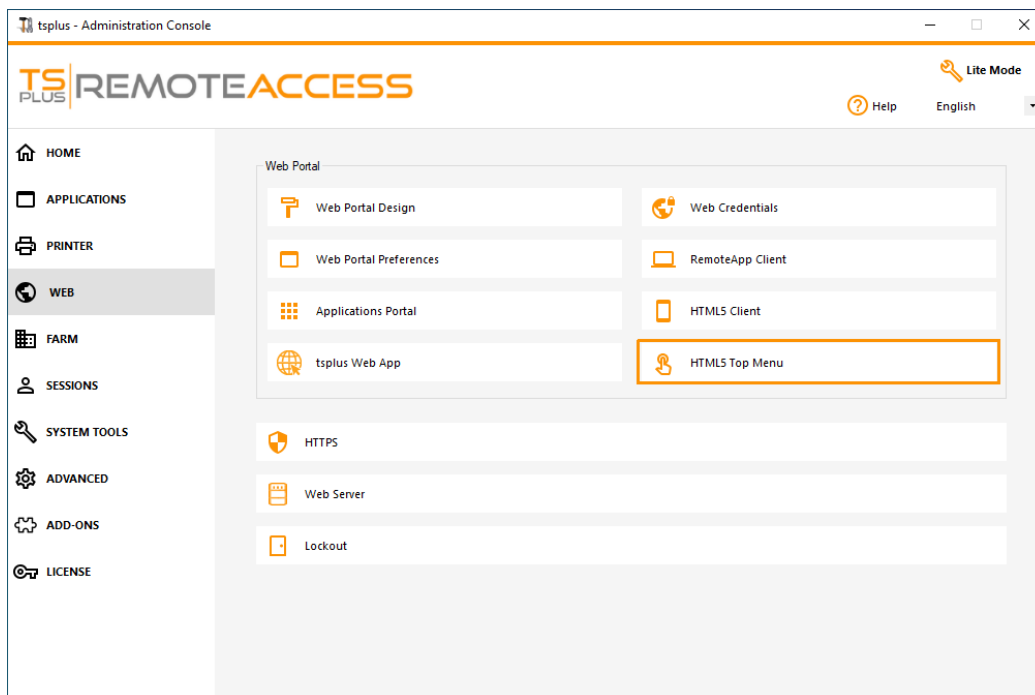 tsplus - Administration Console
TS PLUS REMOTEACCESS
Lite Mode
Help
English
HOME
APPLICATIONS
PRINTER
WEB
FARM
SESSIONS
SYSTEM TOOLS
ADVANCED
ADD-ONS
LICENSE
Web Portal
Web Portal Design
Web Credentials
Web Portal Preferences
RemoteApp Client
Applications Portal
HTML5 Client
tsplus Web App
HTML5 Top Menu
HTTPS
Web Server
Lockout